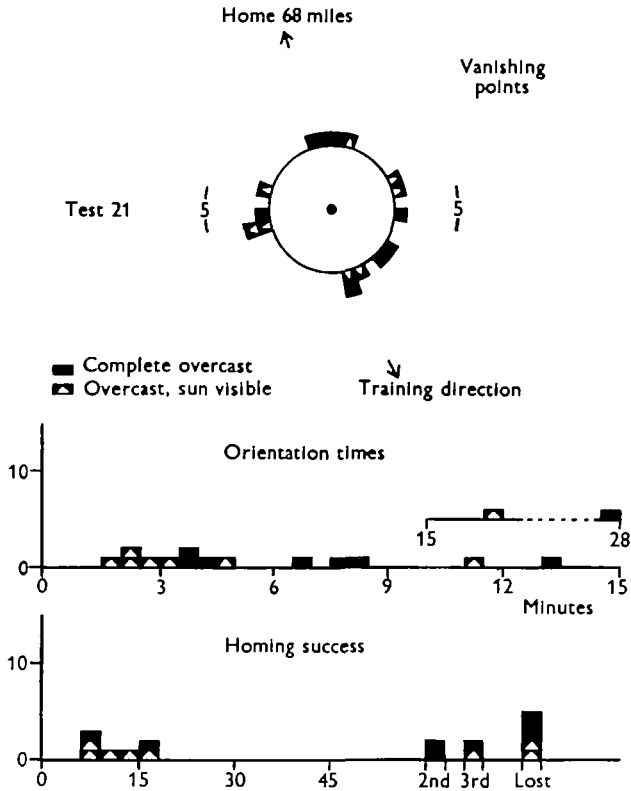 Home 68 miles
Vanishing
points
Test 21
5
5
Complete overcast
Overcast, sun visible
Training direction
Orientation times
10
0
15
28
0
3
6
9
12
15
Minutes
Homing success
10
0
0
15
30
45
2nd
3rd
Lost